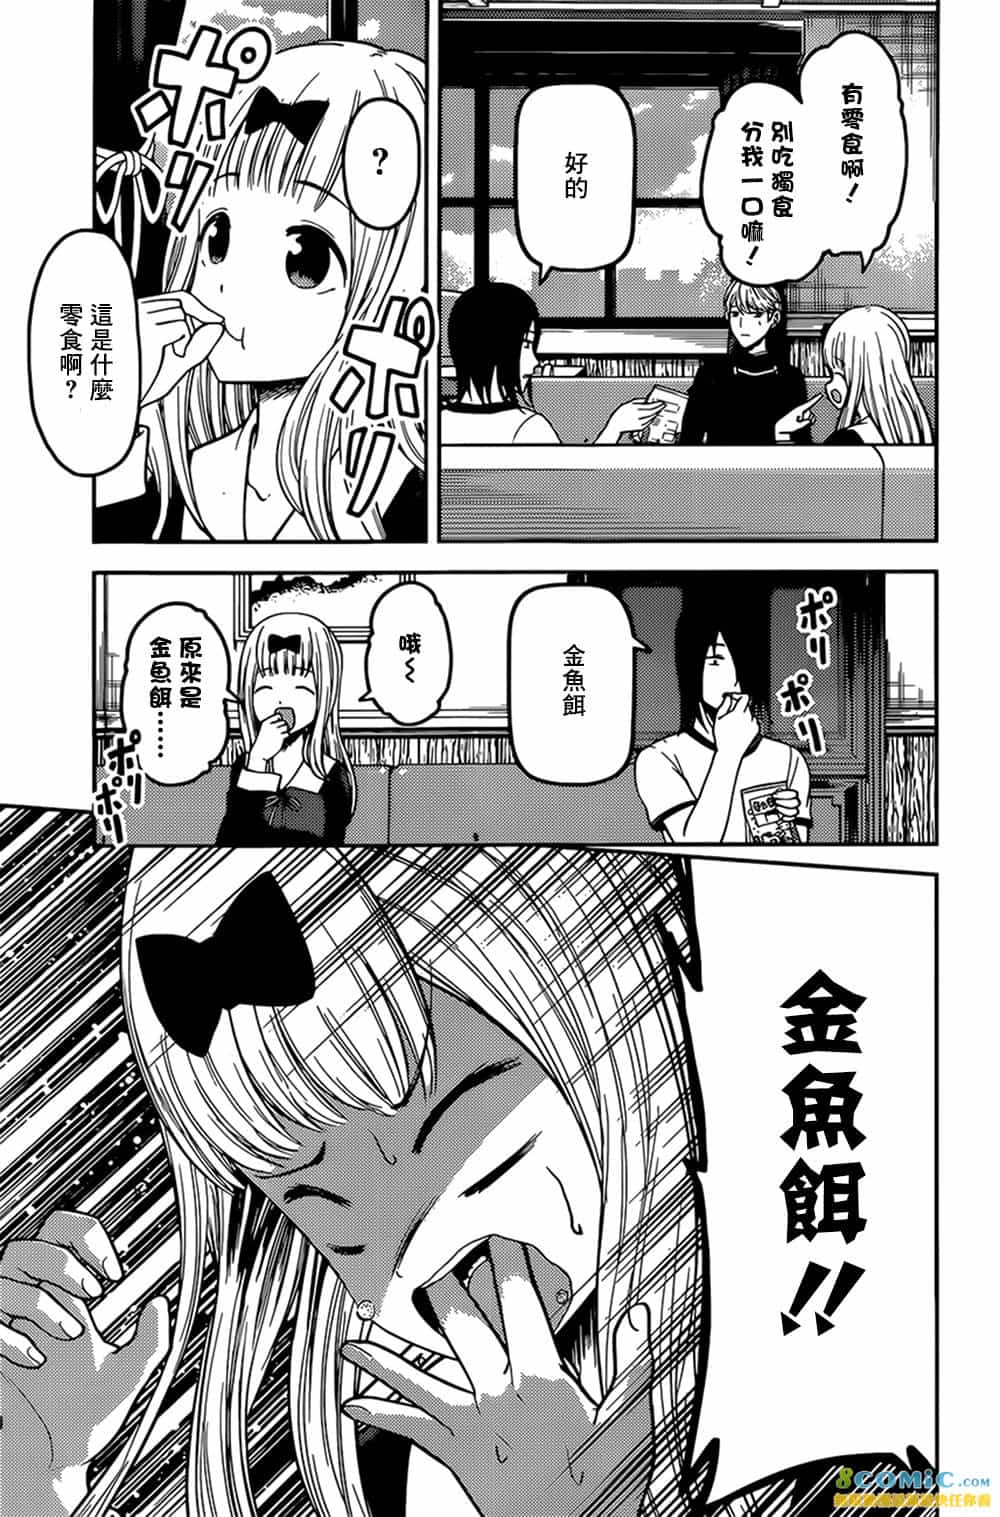 有零食啊！
別吃獨食
分我一口嘛！
好的
？
這是什麼
零食啊？
ポリ
ポリ
ポリ
ポリ
金魚餌
哦～
原來是
金魚餌……
ポリ
ポリ
金魚餌！！
8COMIC.com